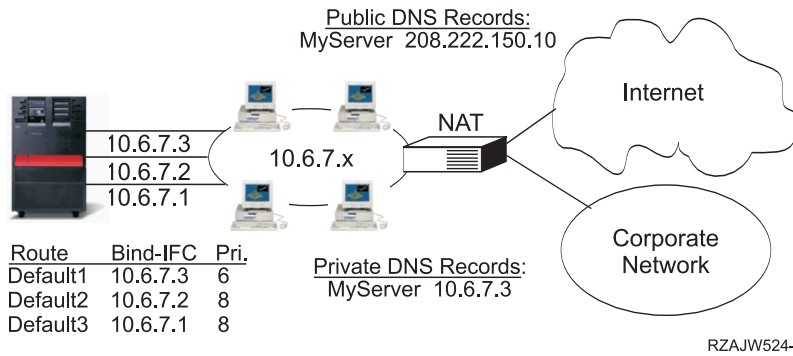 Public DNS Records:
MyServer 208.222.150.10
Internet
NAT
10.6.7.3
10.6.7.2
10.6.7.1
10.6.7.x
Corporate
Network
Route Bind-IFC Pri.
Default1 10.6.7.3 6
Default2 10.6.7.2 8
Default3 10.6.7.1 8
Private DNS Records:
MyServer 10.6.7.3
RZAJW524-